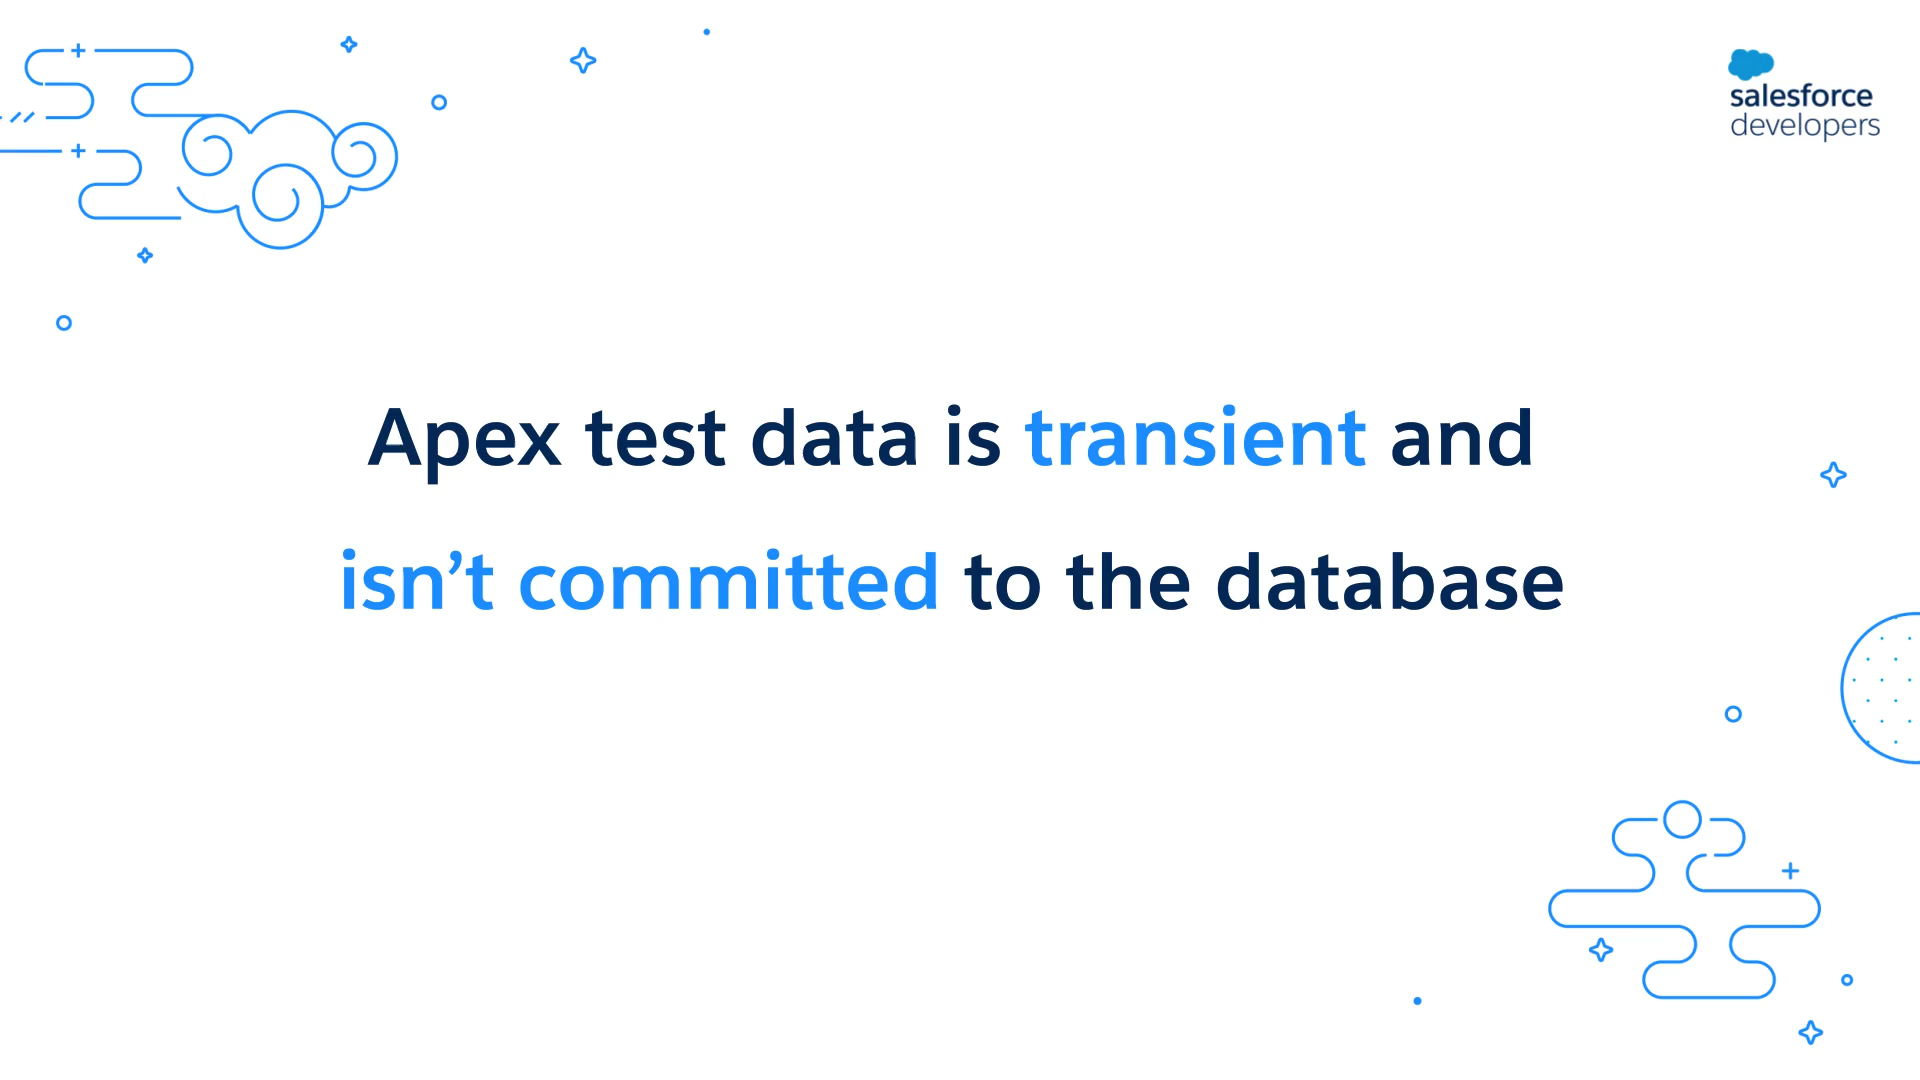 salesforce
developers
Apex test data is transient and
isn’t committed to the database